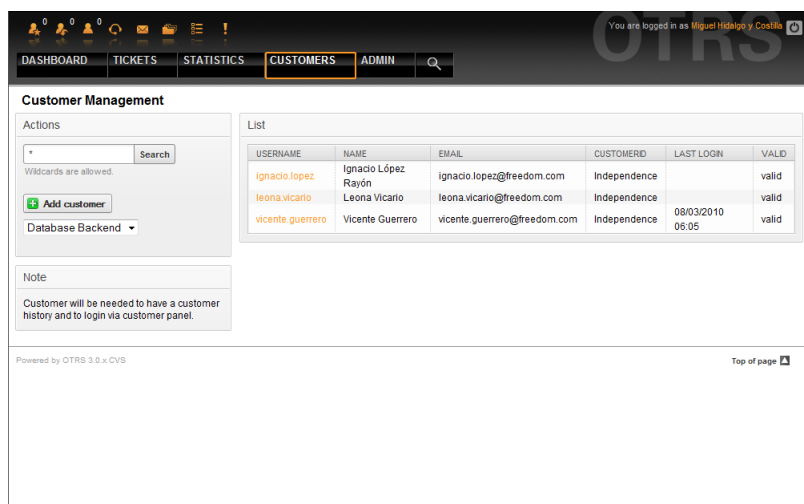 0 0 0
You are logged in as Miguel Hidalgo y Costilla
OTRS
DASHBOARD TICKETS STATISTICS CUSTOMERS ADMIN
Customer Management
Actions
*
Search
Wildcards are allowed.
Add customer
Database Backend
Note
Customer will be needed to have a customer
history and to login via customer panel.
List
USERNAME NAME EMAIL CUSTOMERID LAST LOGIN VALID
ignacio.lopez Ignacio López Rayón ignacio.lopez@freedom.com Independence valid
leona.vicario Leona Vicario leona.vicario@freedom.com Independence valid
vicente.guerrero Vicente Guerrero vicente.guerrero@freedom.com Independence 08/03/2010 06:05 valid
Powered by OTRS 3.0.x CVS
Top of page